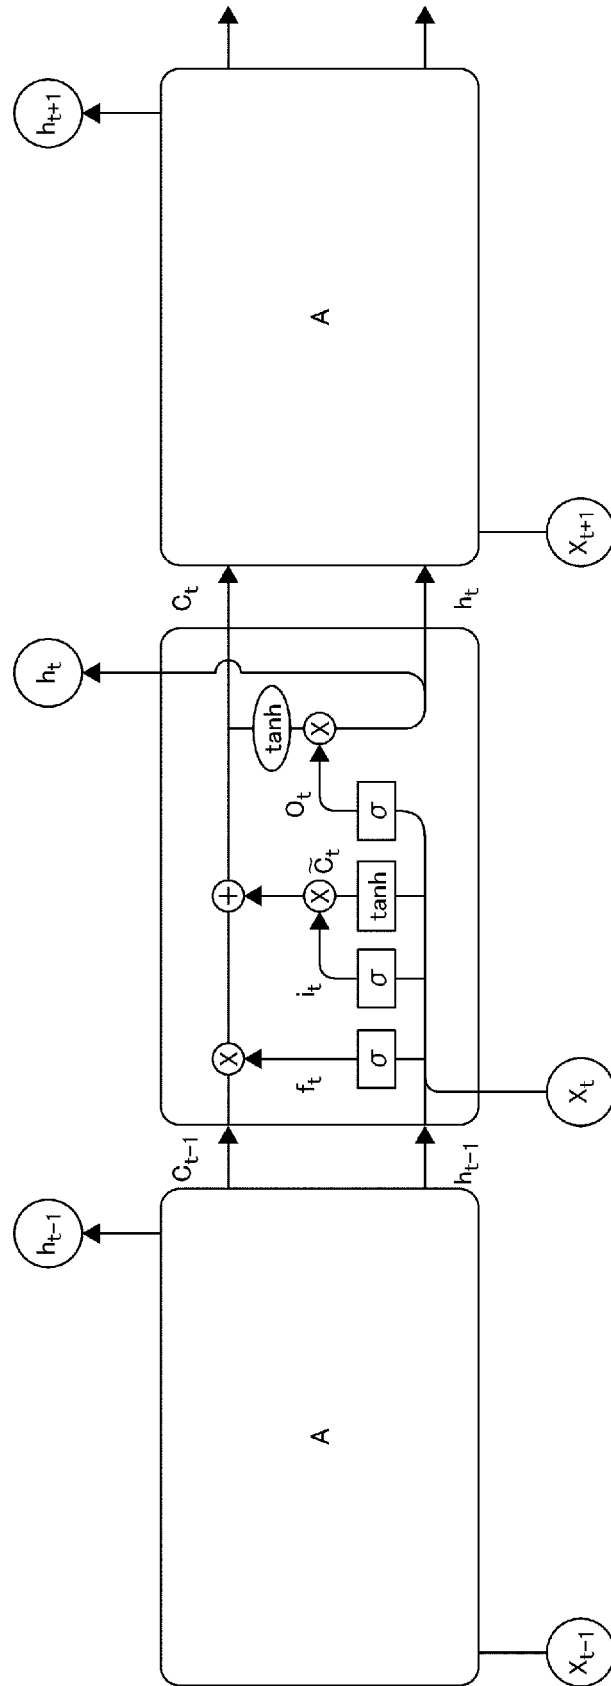 h_{t-1}
h_t
h_{t+1}
C_{t-1}
C_t
A
X
+
tanh
A
f_t
i_t
X
C̃_t
O_t
X
σ
σ
tanh
σ
h_{t-1}
h_t
X_{t-1}
X_t
X_{t+1}